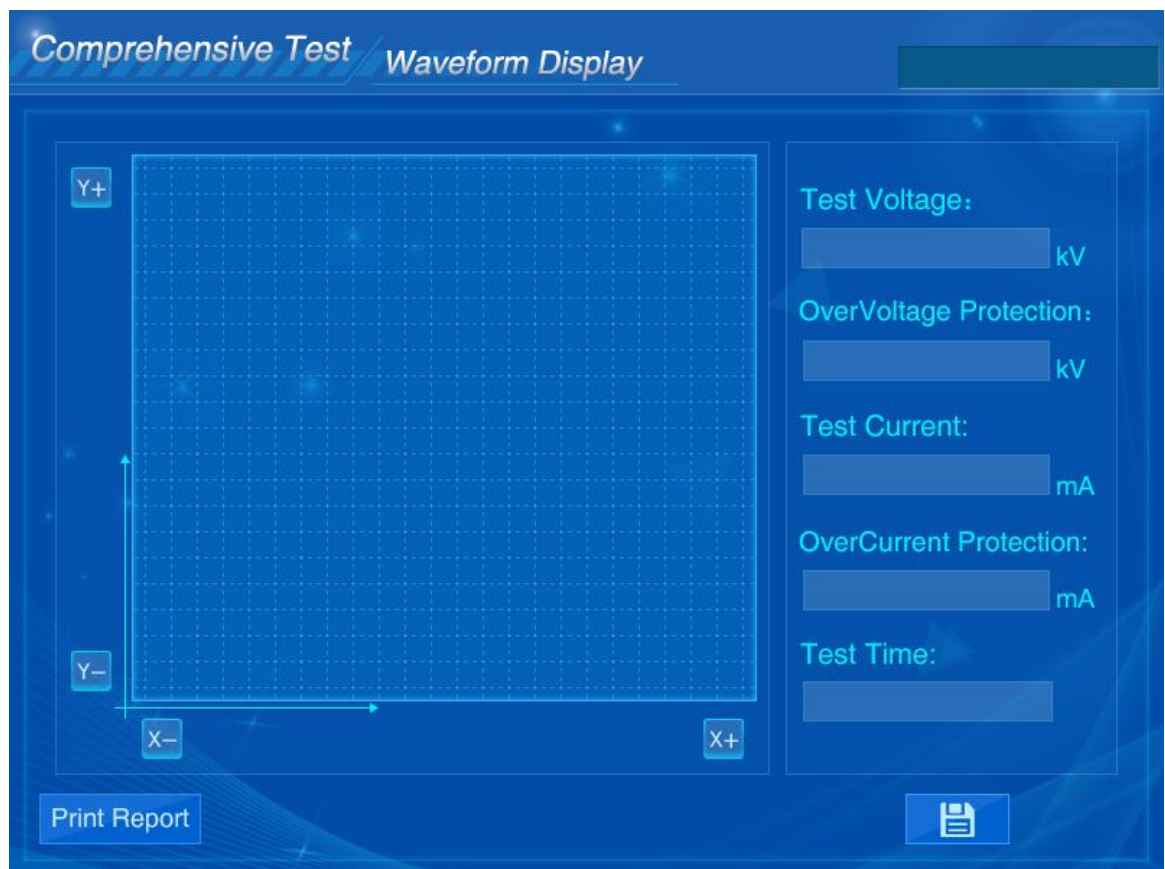 Comprehensive Test
Waveform Display
Y+
Y−
X−
X+
Test Voltage：
kV
OverVoltage Protection：
kV
Test Current:
mA
OverCurrent Protection:
mA
Test Time:
Print Report